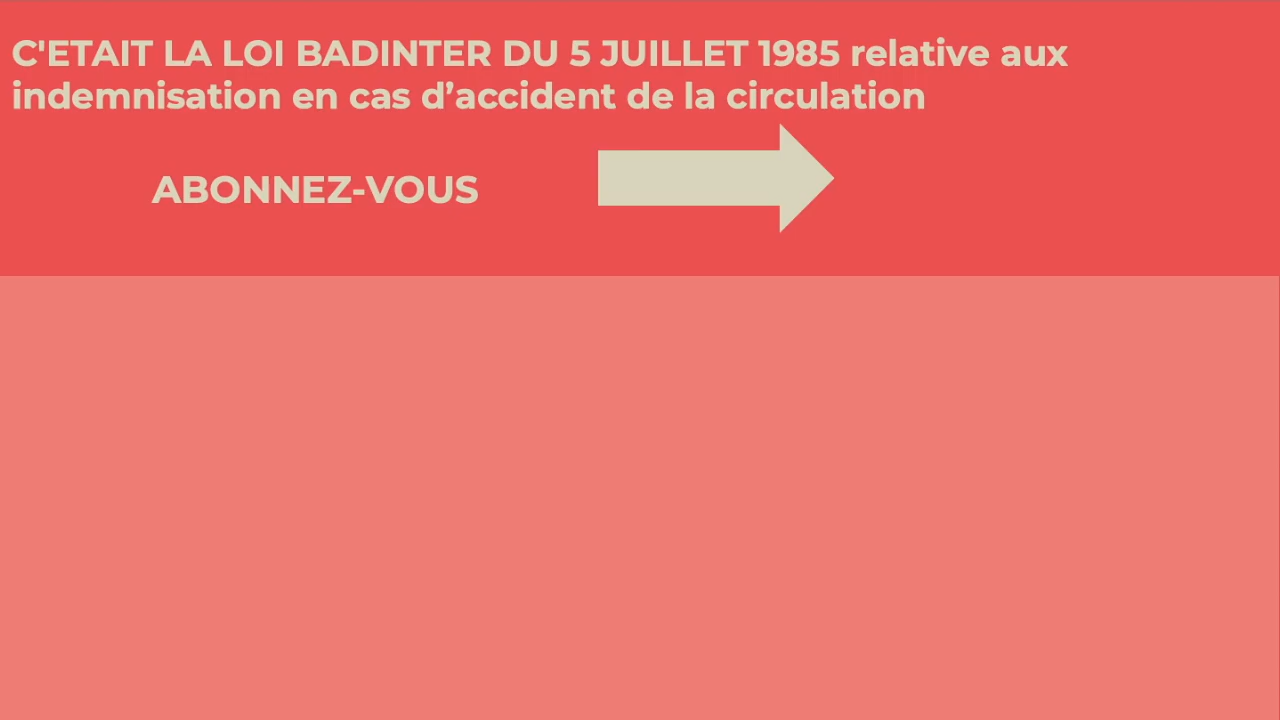 C'ETAIT LA LOI BADINTER DU 5 JUILLET 1985 relative aux
indemnisation en cas d’accident de la circulation
ABONNEZ-VOUS